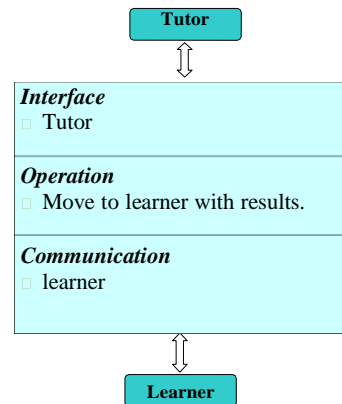 Tutor
Interface
Tutor
Operation
Move to learner with results.
Communication
learner
Learner